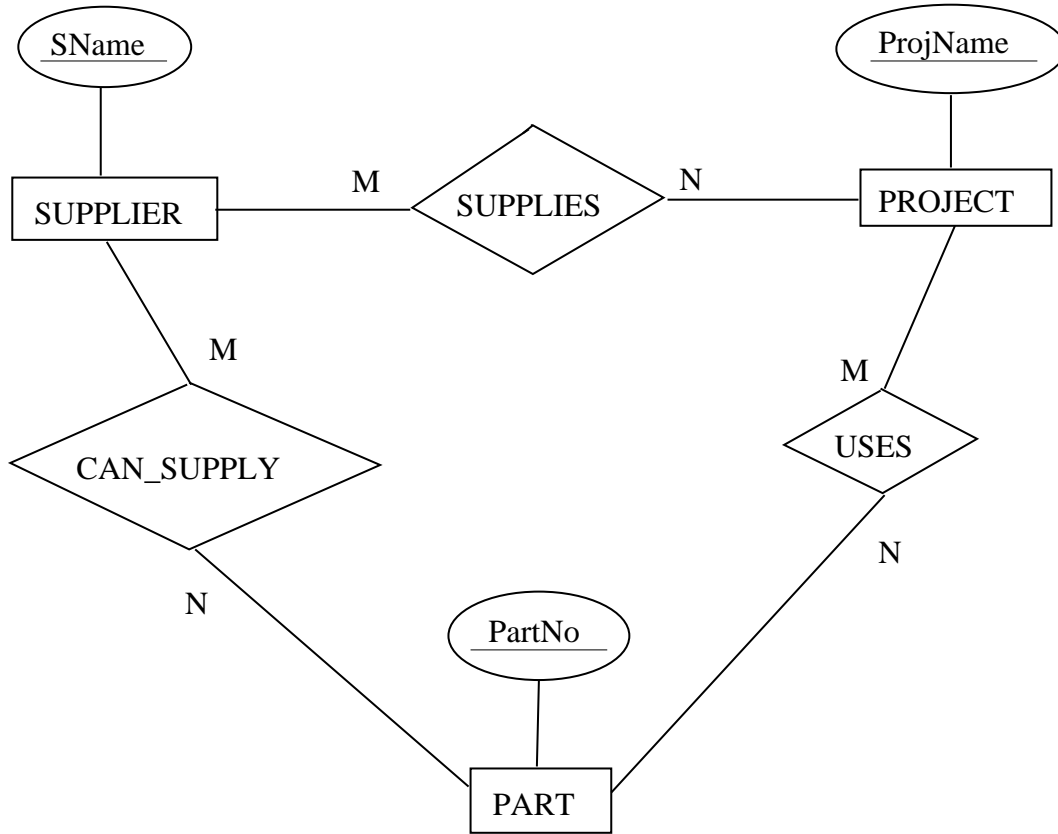 SName
ProjName
M
N
SUPPLIER
SUPPLIES
PROJECT
M
M
CAN_SUPPLY
USES
N
N
PartNo
PART